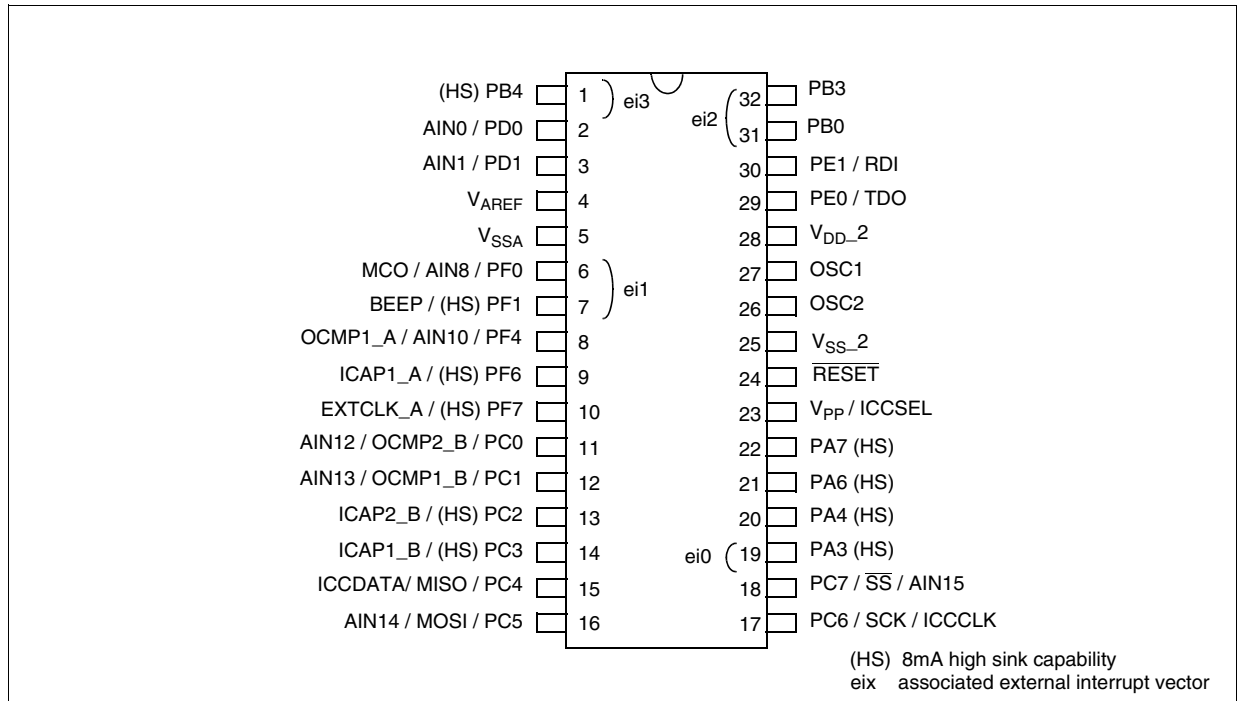 (HS) PB4
AIN0 / PD0
AIN1 / PD1
VAREF
VSSA
MCO / AIN8 / PF0
BEEP / (HS) PF1
OCMP1_A / AIN10 / PF4
ICAP1_A / (HS) PF6
EXTCLK_A / (HS) PF7
AIN12 / OCMP2_B / PC0
AIN13 / OCMP1_B / PC1
ICAP2_B / (HS) PC2
ICAP1_B / (HS) PC3
ICCDATA/ MISO / PC4
AIN14 / MOSI / PC5
1
2
3
4
5
6
7
8
9
10
11
12
13
14
15
16
ei3
ei1
ei2
ei0
32
31
30
29
28
27
26
25
24
23
22
21
20
19
18
17
PB3
PB0
PE1 / RDI
PE0 / TDO
VDD_2
OSC1
OSC2
VSS_2
RESET
VPP / ICCSEL
PA7 (HS)
PA6 (HS)
PA4 (HS)
PA3 (HS)
PC7 / SS / AIN15
PC6 / SCK / ICCCLK
(HS) 8mA high sink capability
eix associated external interrupt vector